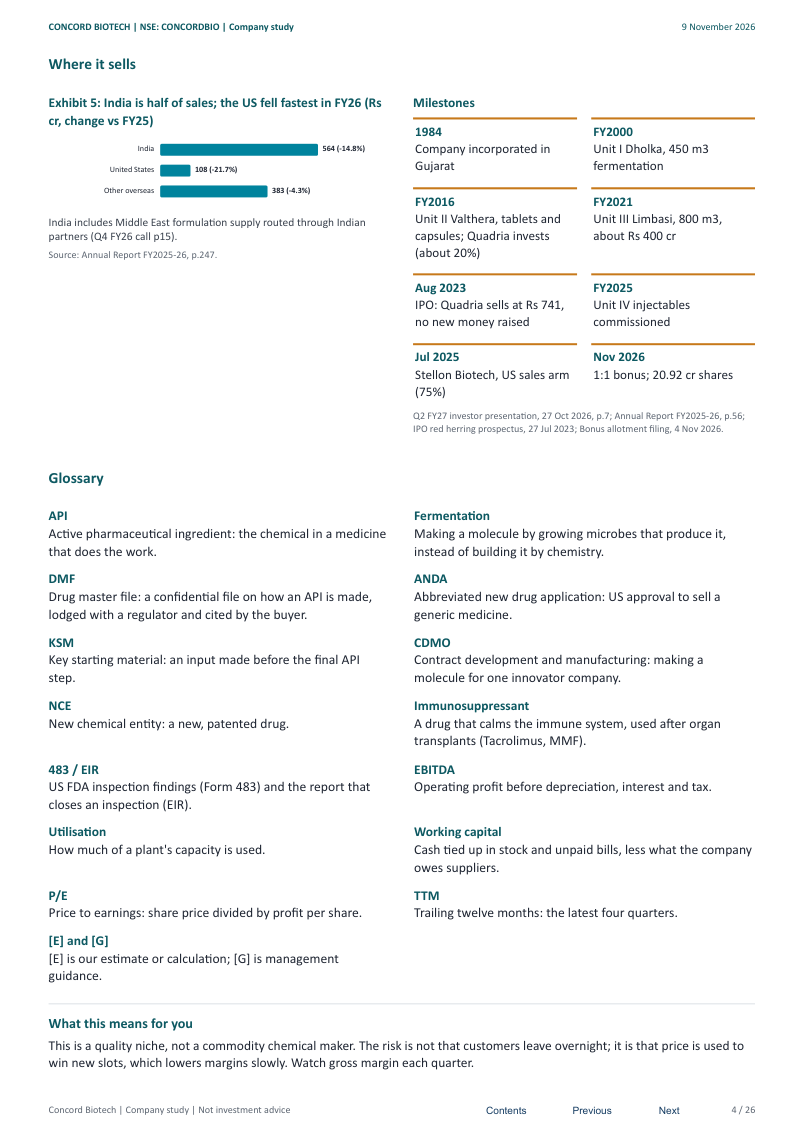 CONCORD BIOTECH | NSE: CONCORDBIO | Company study
9 November 2026
Where it sells
Exhibit 5: India is half of sales; the US fell fastest in FY26 (Rs
cr, change vs FY25)
India
564 (-14.8%)
United States
108 (-21.7%)
Other overseas
383 (-4.3%)
India includes Middle East formulation supply routed through Indian
partners (Q4 FY26 call p15).
Source: Annual Report FY2025-26, p.247.
Milestones
1984
Company incorporated in
Gujarat
FY2000
Unit I Dholka, 450 m3
fermentation
FY2016
Unit II Valthera, tablets and
capsules; Quadria invests
(about 20%)
FY2021
Unit III Limbasi, 800 m3,
about Rs 400 cr
Aug 2023
IPO: Quadria sells at Rs 741,
no new money raised
FY2025
Unit IV injectables
commissioned
Jul 2025
Stellon Biotech, US sales arm
(75%)
Nov 2026
1:1 bonus; 20.92 cr shares
Q2 FY27 investor presentation, 27 Oct 2026, p.7; Annual Report FY2025-26, p.56;
IPO red herring prospectus, 27 Jul 2023; Bonus allotment filing, 4 Nov 2026.
Glossary
API
Active pharmaceutical ingredient: the chemical in a medicine
that does the work.
Fermentation
Making a molecule by growing microbes that produce it,
instead of building it by chemistry.
DMF
Drug master file: a confidential file on how an API is made,
lodged with a regulator and cited by the buyer.
ANDA
Abbreviated new drug application: US approval to sell a
generic medicine.
KSM
Key starting material: an input made before the final API
step.
CDMO
Contract development and manufacturing: making a
molecule for one innovator company.
NCE
New chemical entity: a new, patented drug.
Immunosuppressant
A drug that calms the immune system, used after organ
transplants (Tacrolimus, MMF).
483 / EIR
US FDA inspection findings (Form 483) and the report that
closes an inspection (EIR).
EBITDA
Operating profit before depreciation, interest and tax.
Utilisation
How much of a plant's capacity is used.
Working capital
Cash tied up in stock and unpaid bills, less what the company
owes suppliers.
P/E
Price to earnings: share price divided by profit per share.
TTM
Trailing twelve months: the latest four quarters.
[E] and [G]
[E] is our estimate or calculation; [G] is management
guidance.
What this means for you
This is a quality niche, not a commodity chemical maker. The risk is not that customers leave overnight; it is that price is used to
win new slots, which lowers margins slowly. Watch gross margin each quarter.
Concord Biotech | Company study | Not investment advice
Contents
Previous
Next
4 / 26